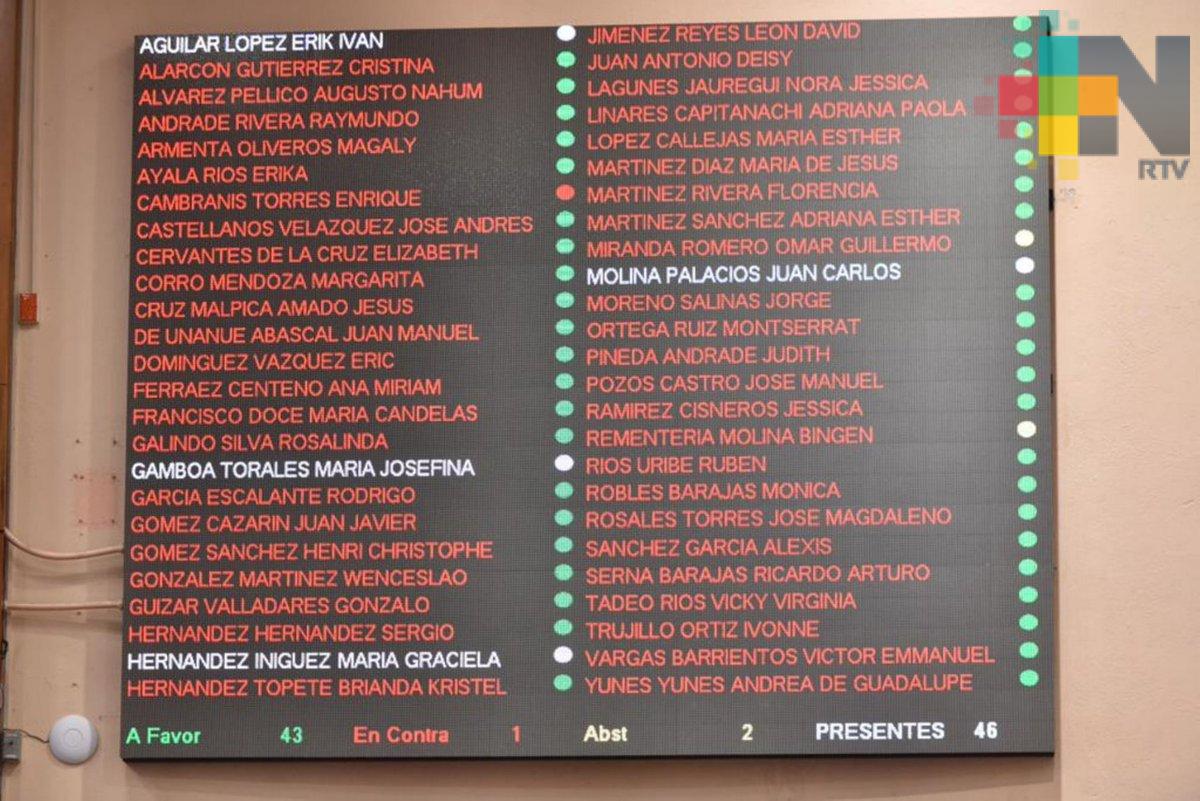 AGUILAR LOPEZ ERIK IVAN
ALARCON GUTIERREZ CRISTINA
ALVAREZ PELLICO AUGUSTO NAHUM
ANDRADE RIVERA RAYMUNDO
ARMENTA OLIVEROS MAGALY
AYALA RIOS ERIKA
CAMBRANIS TORRES ENRIQUE
CASTELLANOS VELAZQUEZ JOSE ANDRES
CERVANTES DE LA CRUZ ELIZABETH
CORRO MENDOZA MARGARITA
CRUZ MALPICA AMADO JESUS
DE UNANUE ABASCAL JUAN MANUEL
DOMINGUEZ VAZQUEZ ERIC
FERRAEZ CENTENO ANA MIRIAM
FRANCISCO DOCE MARIA CANDELAS
GALINDO SILVA ROSALINDA
GAMBOA TORALES MARIA JOSEFINA
GARCIA ESCALANTE RODRIGO
GOMEZ CAZARIN JUAN JAVIER
GOMEZ SANCHEZ HENRI CHRISTOPHE
GONZALEZ MARTINEZ WENCESLAO
GUIZAR VALLADARES GONZALO
HERNANDEZ HERNANDEZ SERGIO
HERNANDEZ INIGUEZ MARIA GRACIELA
HERNANDEZ TOPETE BRIANDA KRISTEL
JIMENEZ REYES LEON DAVID
JUAN ANTONIO DEISY
LAGUNES JAUREGUI NORA JESSICA
LINARES CAPITANACHI ADRIANA PAOLA
LOPEZ CALLEJAS MARIA ESTHER
MARTINEZ DIAZ MARIA DE JESUS
MARTINEZ RIVERA FLORENCIA
MARTINEZ SANCHEZ ADRIANA ESTHER
MIRANDA ROMERO OMAR GUILLERMO
MOLINA PALACIOS JUAN CARLOS
MORENO SALINAS JORGE
ORTEGA RUIZ MONTSERRAT
PINEDA ANDRADE JUDITH
POZOS CASTRO JOSE MANUEL
RAMIREZ CISNEROS JESSICA
REMENTERIA MOLINA BINGEN
RIOS URIBE RUBEN
ROBLES BARAJAS MONICA
ROSALES TORRES JOSE MAGDALENO
SANCHEZ GARCIA ALEXIS
SERNA BARAJAS RICARDO ARTURO
TADEO RIOS VICKY VIRGINIA
TRUJILLO ORTIZ IVONNE
VARGAS BARRIENTOS VICTOR EMMANUEL
YUNES YUNES ANDREA DE GUADALUPE
A Favor 43 En Contra 1 Abst 2 PRESENTES 46
N
RTV